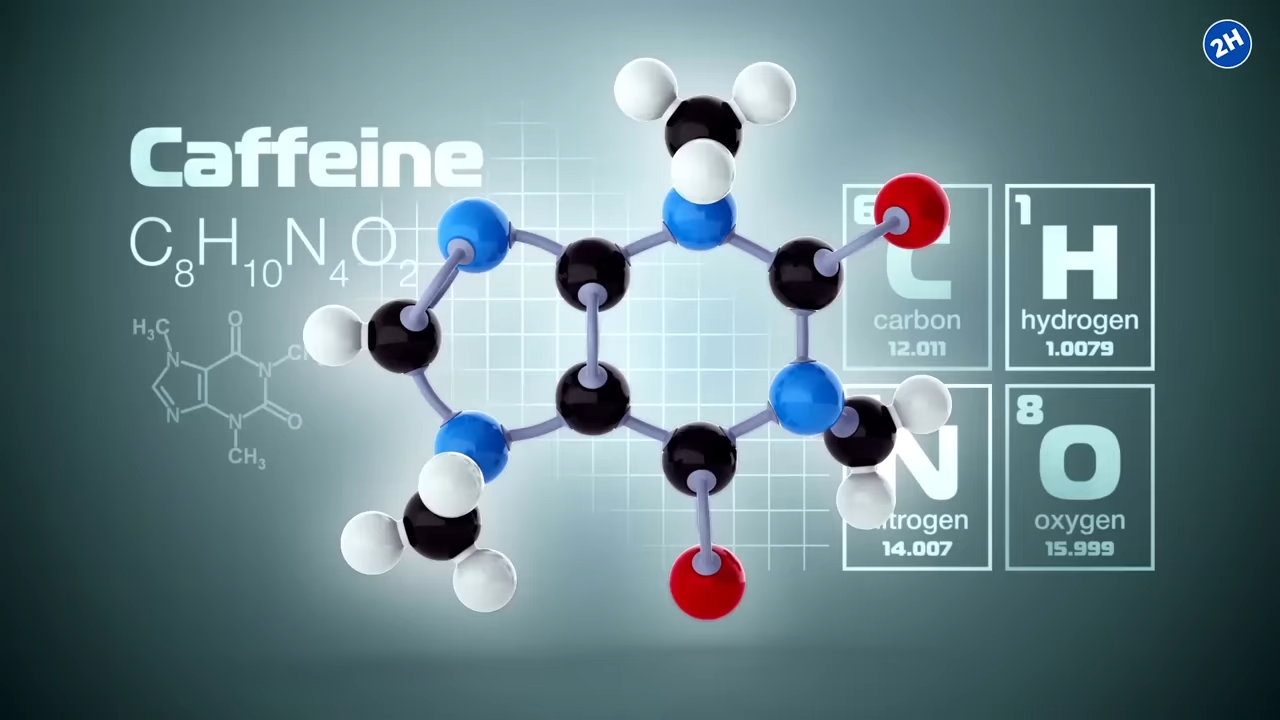 2H
Caffeine
C8H10N4O2
H3C
O
N
N
N
N
O
CH3
6
C
carbon
12.011
1
H
hydrogen
1.0079
N
nitrogen
14.007
8
O
oxygen
15.999